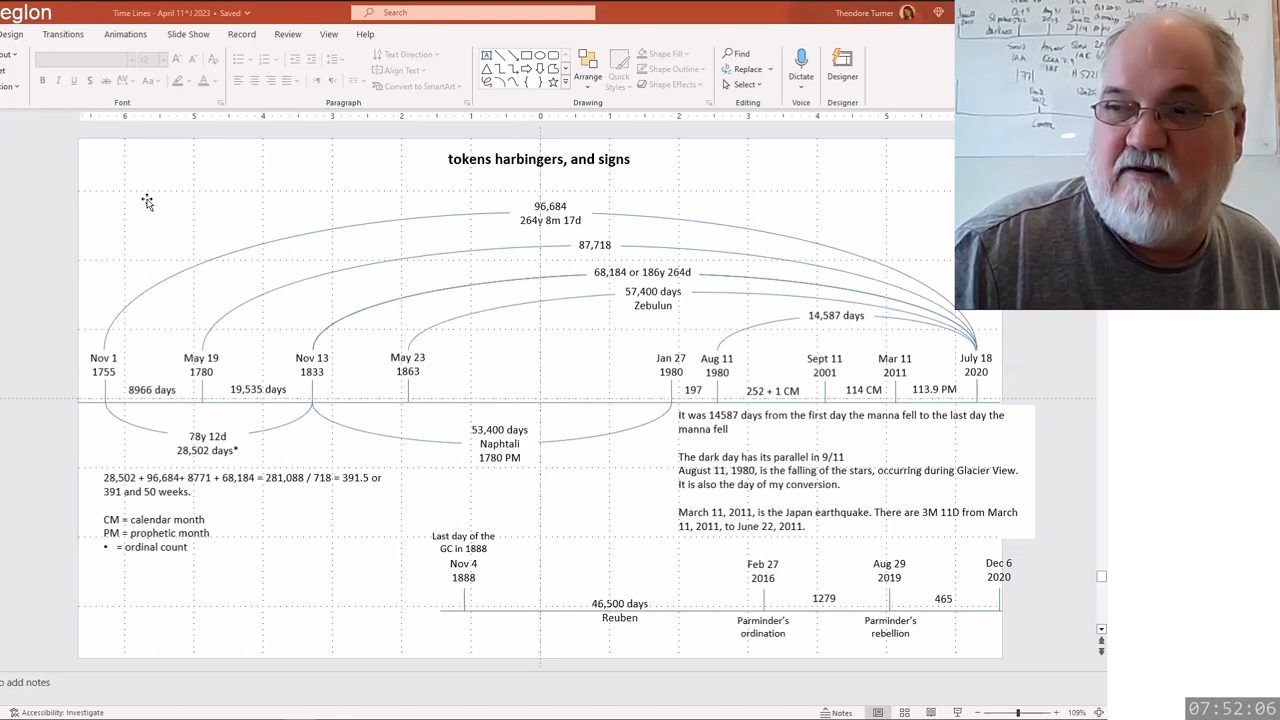 eglon
Time Lines - April 11^J 2023 • Saved
Search
Theodore Turner
Design Transitions Animations Slide Show Record Review View Help
Text Direction
Align Text
Convert to SmartArt
Arrange
Quick Styles
Shape Fill
Shape Outline
Shape Effects
Find
Replace
Select
Dictate
Designer
Font Paragraph Drawing Editing Voice Designer
6 5 4 3 2 1 0 1 2 3 4 5
tokens harbingers, and signs
96,684
264y 8m 17d
87,718
68,184 or 186y 264d
57,400 days
Zebulun
14,587 days
Nov 1 May 19 Nov 13 May 23 Jan 27 Aug 11 Sept 11 Mar 11 July 18
1755 1780 1833 1863 1980 1980 2001 2011 2020
8966 days 19,535 days 197 252 + 1 CM 114 CM 113.9 PM
78y 12d
28,502 days*
53,400 days
Naphtali
1780 PM
It was 14587 days from the first day the manna fell to the last day the
manna fell
The dark day has its parallel in 9/11
August 11, 1980, is the falling of the stars, occurring during Glacier View.
It is also the day of my conversion.
March 11, 2011, is the Japan earthquake. There are 3M 11D from March
11, 2011, to June 22, 2011.
28,502 + 96,684+ 8771 + 68,184 = 281,088 / 718 = 391.5 or
391 and 50 weeks.
CM = calendar month
PM = prophetic month
• = ordinal count
Last day of the
GC in 1888
Nov 4 Feb 27 Aug 29 Dec 6
1888 2016 2019 2020
46,500 days 1279 465
Reuben
Parminder's
ordination
Parminder's
rebellion
o add notes
Accessibility: Investigate
Notes
109%
07:52:06